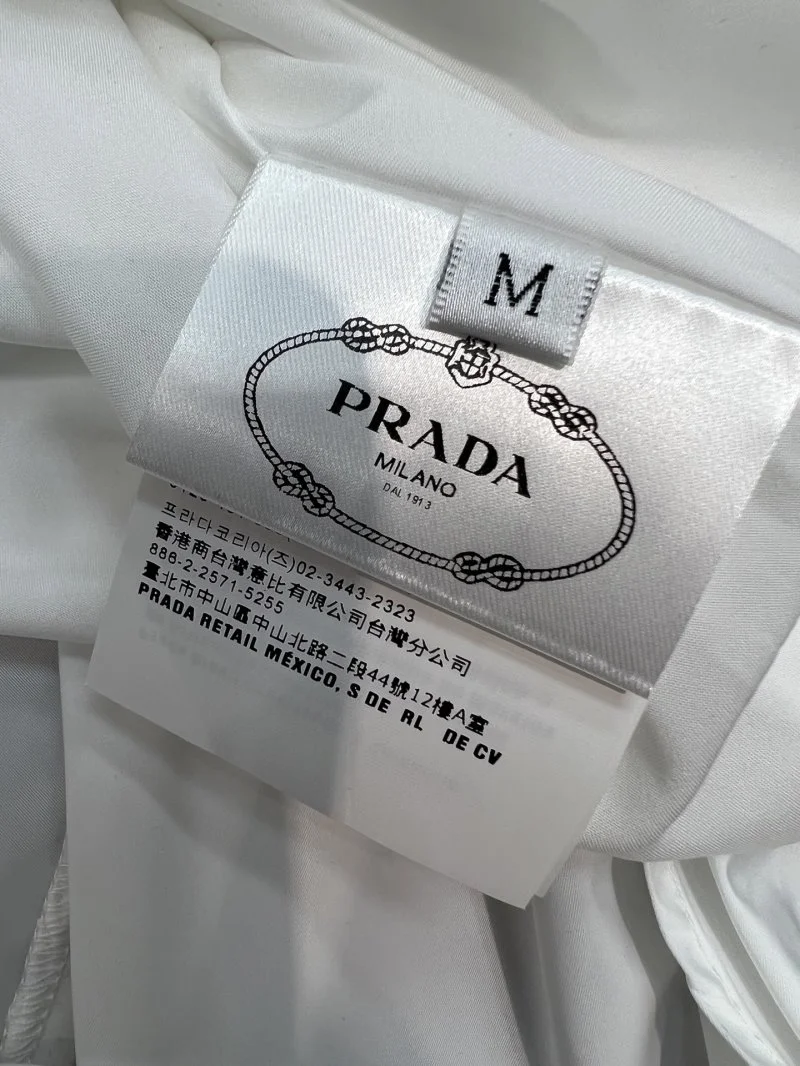 M
PRADA
MILANO
DAL 1913
프라다코리아(즈)02-3443-2323
香港商台灣意比有限公司台灣分公司
886-2-2571-5255
臺北市中山區中山北路二段44號12樓A室
PRADA RETAIL MÉXICO, S DE RL DE CV